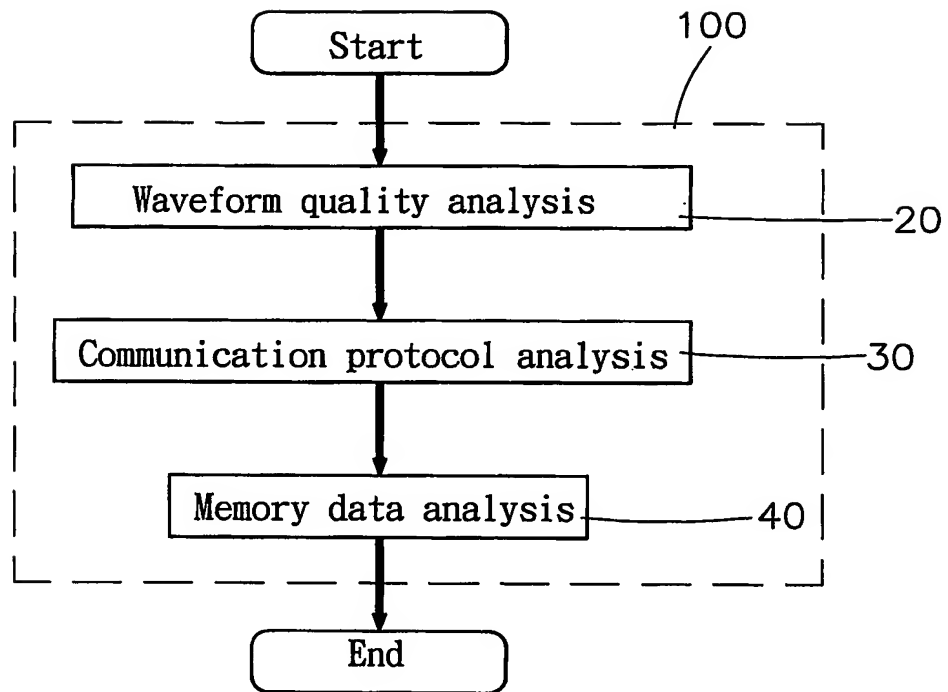 Start
100
Waveform quality analysis
20
Communication protocol analysis
30
Memory data analysis
40
End